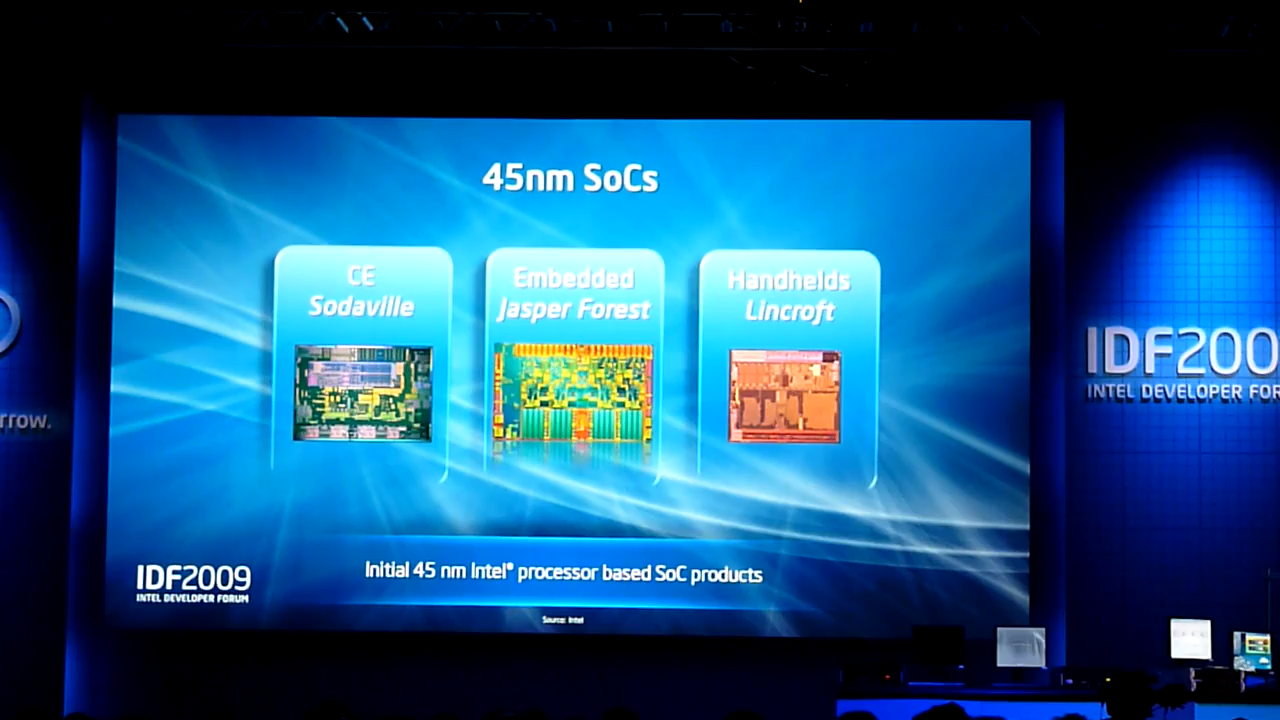 45nm SoCs
CE
Sodaville
Embedded
Jasper Forest
Handhelds
Lincroft
Initial 45 nm Intel® processor based SoC products
Source: Intel
IDF2009
INTEL DEVELOPER FORUM
rrow.
IDF200
INTEL DEVELOPER FOR